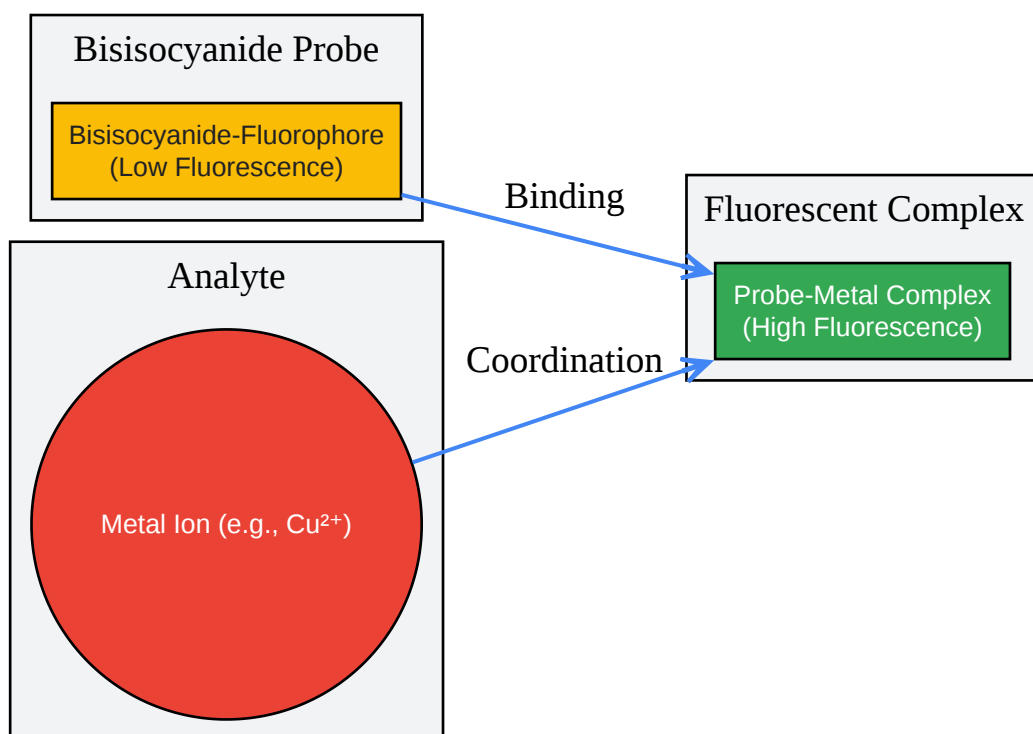 Bisisocyanide Probe
Bisisocyanide-Fluorophore
(Low Fluorescence)
Binding
Fluorescent Complex
Analyte
Probe-Metal Complex
(High Fluorescence)
Coordination
Metal Ion (e.g., Cu²⁺)